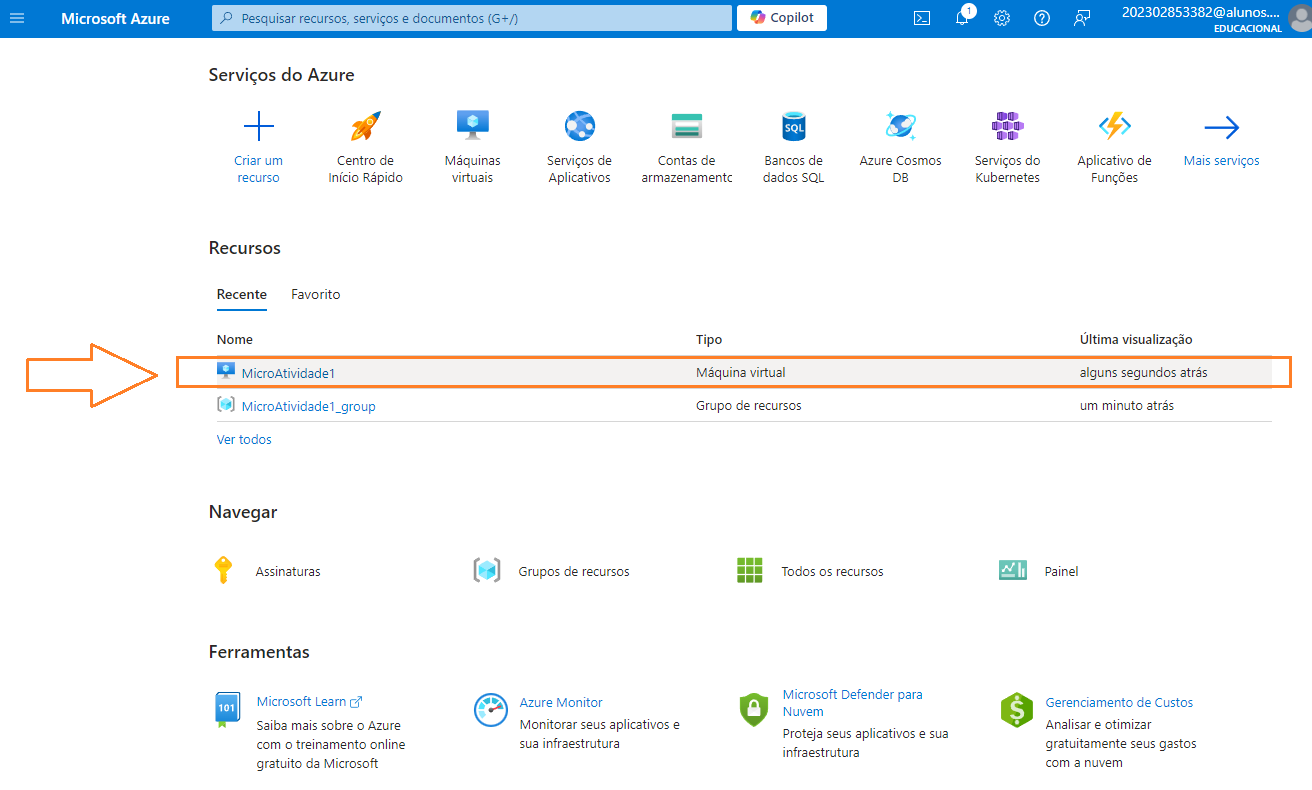 Microsoft Azure
Pesquisar recursos, serviços e documentos (G+/)
Copilot
1
202302853382@alunos....
EDUCACIONAL
Serviços do Azure
Criar um
recurso
Centro de
Início Rápido
Máquinas
virtuais
Serviços de
Aplicativos
Contas de
armazenamento
SQL
Bancos de
dados SQL
Azure Cosmos
DB
Serviços do
Kubernetes
Aplicativo de
Funções
Mais serviços
Recursos
Recente
Favorito
Nome
Tipo
Última visualização
MicroAtividade1
Máquina virtual
alguns segundos atrás
MicroAtividade1_group
Grupo de recursos
um minuto atrás
Ver todos
Navegar
Assinaturas
Grupos de recursos
Todos os recursos
Painel
Ferramentas
101
Microsoft Learn
Saiba mais sobre o Azure
com o treinamento online
gratuito da Microsoft
Azure Monitor
Monitorar seus aplicativos e
sua infraestrutura
Microsoft Defender para
Nuvem
Proteja seus aplicativos e sua
infraestrutura
Gerenciamento de Custos
Analisar e otimizar
gratuitamente seus gastos
com a nuvem